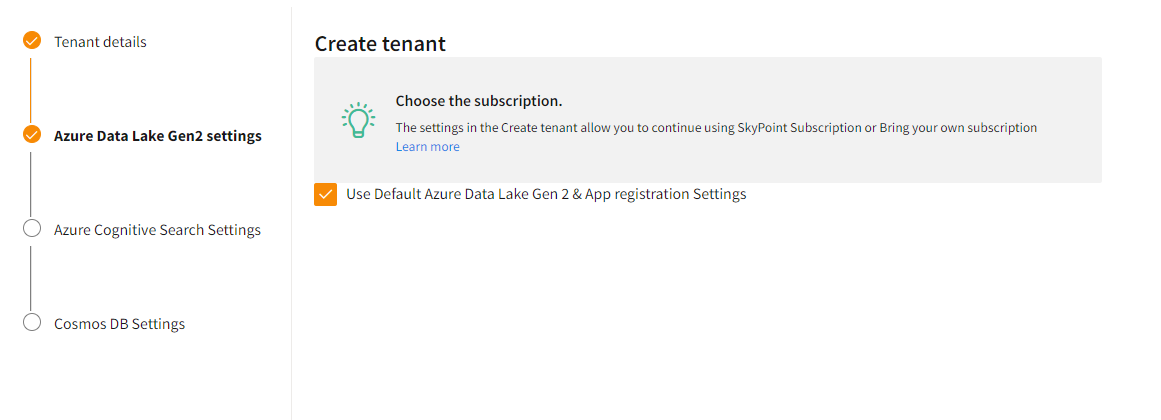 Tenant details
Azure Data Lake Gen2 settings
Azure Cognitive Search Settings
Cosmos DB Settings
Create tenant
Choose the subscription.
The settings in the Create tenant allow you to continue using SkyPoint Subscription or Bring your own subscription
Learn more
Use Default Azure Data Lake Gen 2 & App registration Settings